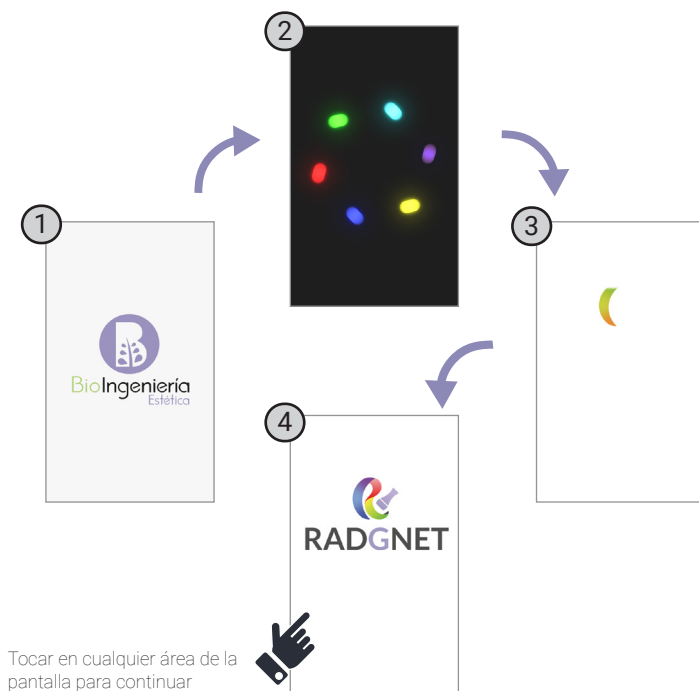 1
BioIngeniería
Estética
2
3
4
RADGNET
Tocar en cualquier área de la
pantalla para continuar